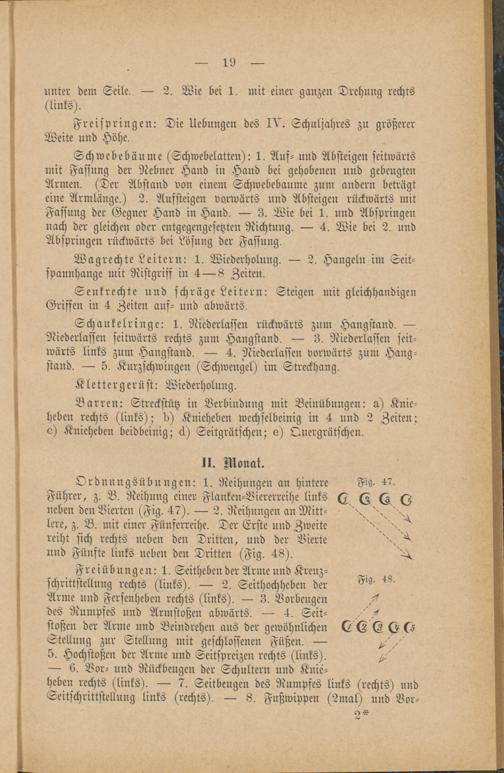 — 19 —
unter dem Seile. — 2. Wie bei 1. mit einer ganzen Drehung rechts
(links).
Freispringen: Die Uebungen des IV. Schuljahres zu größerer
Weite und Höhe.
Schwebebäume (Schwebelatten): 1. Auf- und Absteigen seitwärts
mit Fassung der Nebner Hand in Hand bei gehobenen und gebeugten
Armen. (Der Abstand von einem Schwebebaume zum andern beträgt
eine Armlänge.) 2. Aufsteigen vorwärts und Absteigen rückwärts mit
Fassung der Gegner Hand in Hand. — 3. Wie bei 1. und Abspringen
nach der gleichen oder entgegengesetzten Richtung. — 4. Wie bei 2. und
Abspringen rückwärts bei Lösung der Fassung.
Wagrechte Leitern: 1. Wiederholung. — 2. Hangeln im Seit-
spannhange mit Ristgriff in 4—8 Zeiten.
Senkrechte und schräge Leitern: Steigen mit gleichhandigen
Griffen in 4 Zeiten auf- und abwärts.
Schaukelringe: 1. Niederlassen rückwärts zum Hangstand. —
Niederlassen seitwärts rechts zum Hangstand. — 3. Niederlassen seit-
wärts links zum Hangstand. — 4. Niederlassen vorwärts zum Hang-
stand. — 5. Kurzschwingen (Schwengel) im Streckhang.
Klettergerüst: Wiederholung.
Barren: Streckstütz in Verbindung mit Beinübungen: a) Knie-
heben rechts (links); b) Knieheben wechselbeinig in 4 und 2 Zeiten;
c) Knieheben beidbeinig; d) Seitgrätschen; e) Quergrätschen.
II. Monat.
Ordnungsübungen: 1. Reihungen an hintere
Führer, z. B. Reihung einer Flanken-Viererreihe links
neben den Vierten (Fig. 47). — 2. Reihungen an Mitt-
lere, z. B. mit einer Fünferreihe. Der Erste und Zweite
reiht sich rechts neben den Dritten, und der Vierte
und Fünfte links neben den Dritten (Fig. 48).
Fig. 47.
Freiübungen: 1. Seitheben der Arme und Kreuz-
schrittstellung rechts (links). — 2. Seithochheben der
Arme und Fersenheben rechts (links). — 3. Vorbeugen
des Rumpfes und Armstoßen abwärts. — 4. Seit-
stoßen der Arme und Beindrehen aus der gewöhnlichen
Stellung zur Stellung mit geschlossenen Füßen. —
5. Hochstoßen der Arme und Seitspreizen rechts (links).
— 6. Vor- und Rückbeugen der Schultern und Knie-
heben rechts (links). — 7. Seitbeugen des Rumpfes links (rechts) und
Seitschrittstellung links (rechts). — 8. Fußwippen (2mal) und Vor-
Fig. 48.
2*